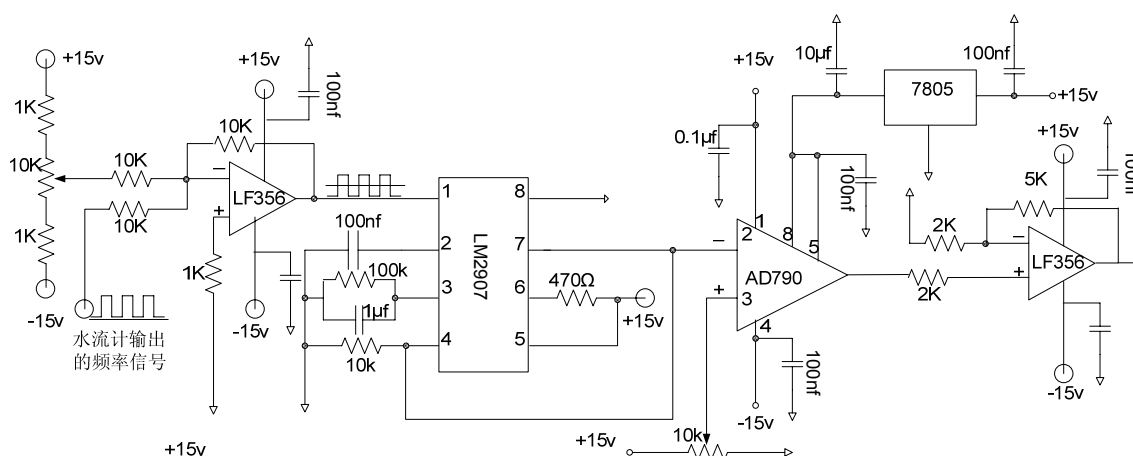 +15v
1K
10K
1K
-15v
水流计输出
的频率信号
10K
10K
+15v
100nf
10K
−
+
LF356
1K
-15v
+15v
1
2
3
4
8
7
6
5
LM2907
100nf
100k
1µf
10k
470Ω
+15v
+15v
0.1µf
10µf
7805
100nf
+15v
100nf
1
2
8
5
−
+
3
4
AD790
100nf
-15v
+15v
10k
2K
2K
5K
+15v
−
+
LF356
-15v